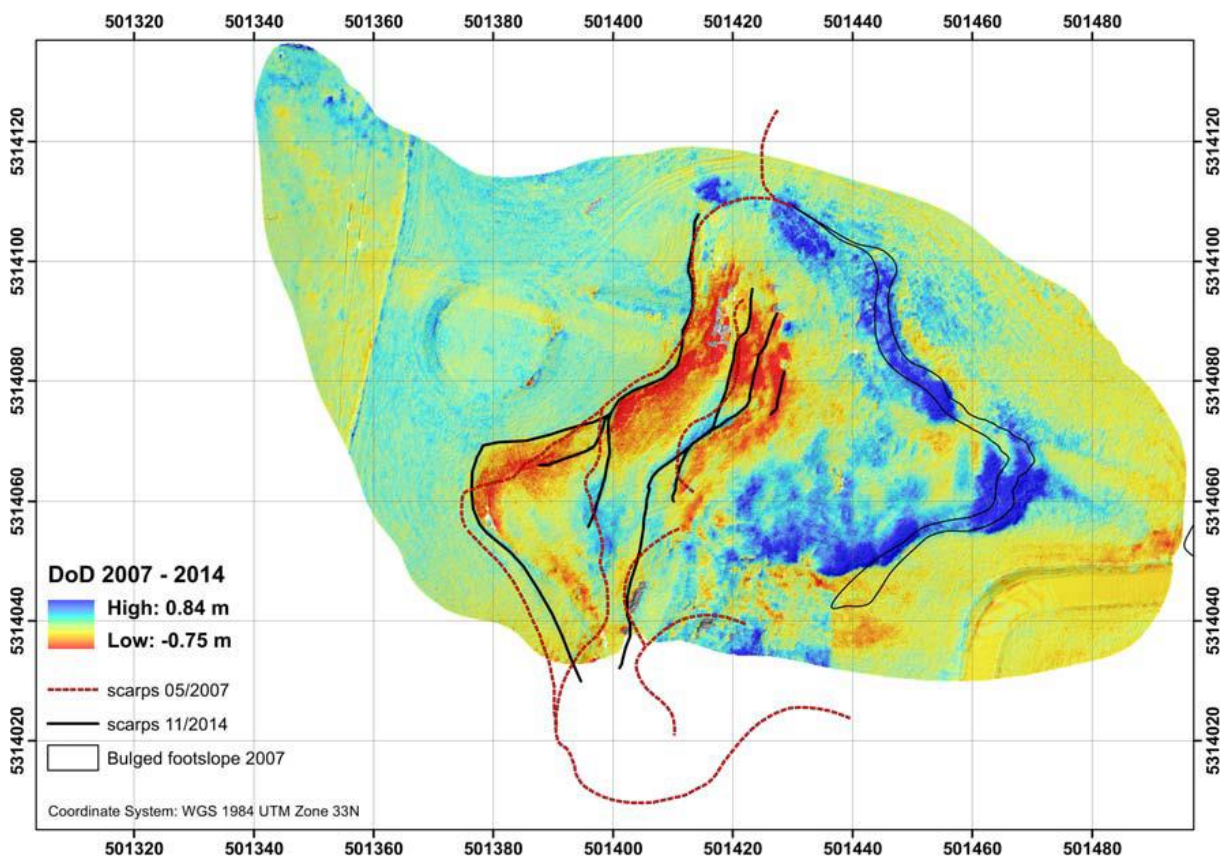 501320 501340 501360 501380 501400 501420 501440 501460 501480
5314120 5314120
5314100 5314100
5314080 5314080
5314060 5314060
5314040 5314040
5314020 5314020
DoD 2007 - 2014
High: 0.84 m
Low: -0.75 m
scarps 05/2007
scarps 11/2014
Bulged footslope 2007
Coordinate System: WGS 1984 UTM Zone 33N
501320 501340 501360 501380 501400 501420 501440 501460 501480